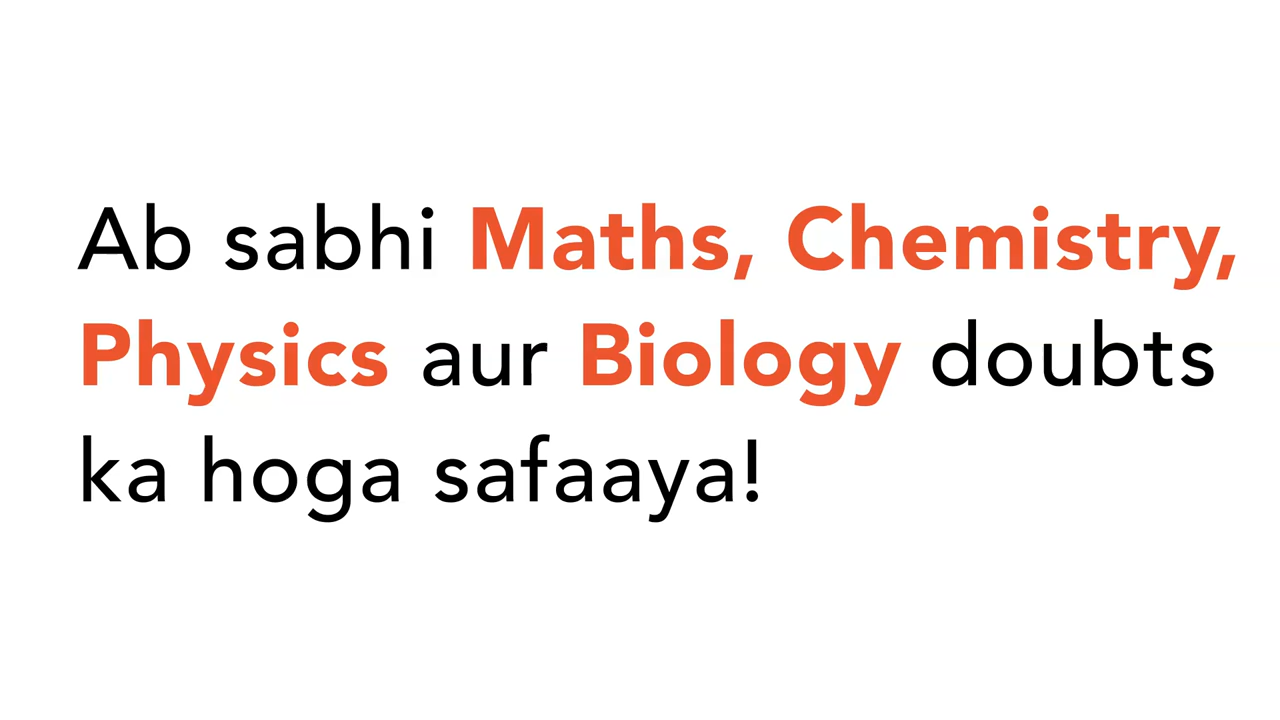 Ab sabhi Maths, Chemistry,
Physics aur Biology doubts
ka hoga safaaya!